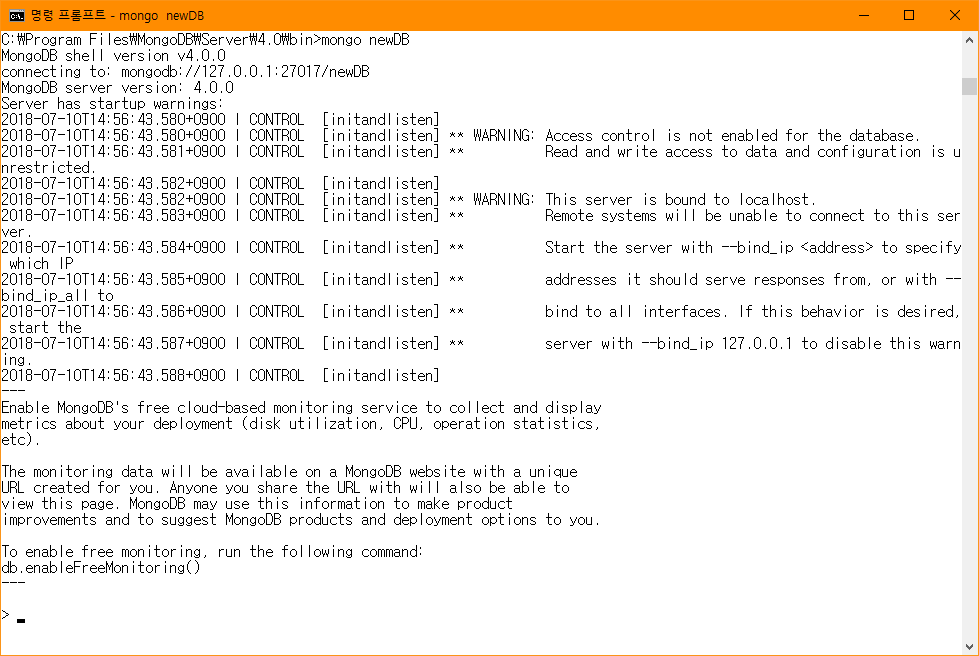 명령 프롬프트 - mongo newDB
C:₩Program Files₩MongoDB₩Server₩4.0₩bin>mongo newDB
MongoDB shell version v4.0.0
connecting to: mongodb://127.0.0.1:27017/newDB
MongoDB server version: 4.0.0
Server has startup warnings:
2018-07-10T14:56:43.580+0900 I CONTROL  [initandlisten]
2018-07-10T14:56:43.580+0900 I CONTROL  [initandlisten] ** WARNING: Access control is not enabled for the database.
2018-07-10T14:56:43.581+0900 I CONTROL  [initandlisten] **          Read and write access to data and configuration is u
nrestricted.
2018-07-10T14:56:43.582+0900 I CONTROL  [initandlisten]
2018-07-10T14:56:43.582+0900 I CONTROL  [initandlisten] ** WARNING: This server is bound to localhost.
2018-07-10T14:56:43.583+0900 I CONTROL  [initandlisten] **          Remote systems will be unable to connect to this ser
ver.
2018-07-10T14:56:43.584+0900 I CONTROL  [initandlisten] **          Start the server with --bind_ip <address> to specify
 which IP
2018-07-10T14:56:43.585+0900 I CONTROL  [initandlisten] **          addresses it should serve responses from, or with --
bind_ip_all to
2018-07-10T14:56:43.586+0900 I CONTROL  [initandlisten] **          bind to all interfaces. If this behavior is desired,
 start the
2018-07-10T14:56:43.587+0900 I CONTROL  [initandlisten] **          server with --bind_ip 127.0.0.1 to disable this warn
ing.
2018-07-10T14:56:43.588+0900 I CONTROL  [initandlisten]
---
Enable MongoDB's free cloud-based monitoring service to collect and display
metrics about your deployment (disk utilization, CPU, operation statistics,
etc).

The monitoring data will be available on a MongoDB website with a unique
URL created for you. Anyone you share the URL with will also be able to
view this page. MongoDB may use this information to make product
improvements and to suggest MongoDB products and deployment options to you.

To enable free monitoring, run the following command:
db.enableFreeMonitoring()
---

> _